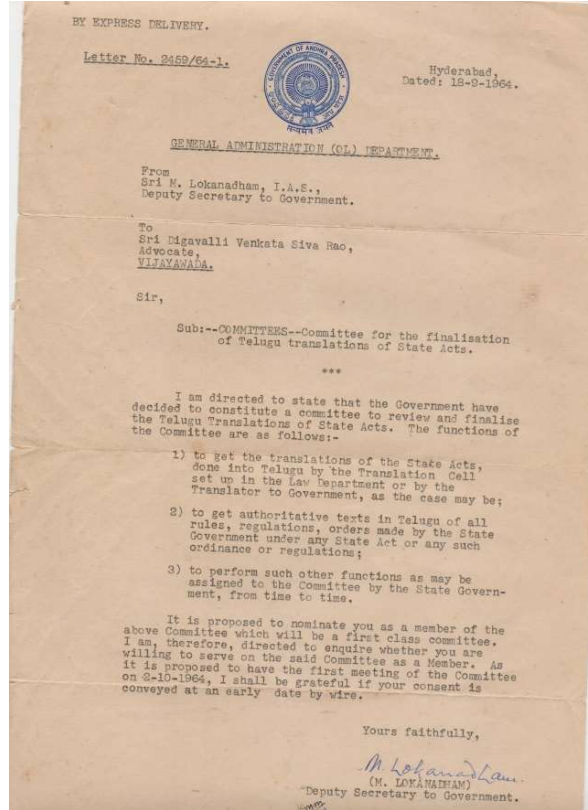 BY EXPRESS DELIVERY.
Letter No. 2459/64-1.
GOVERNMENT OF ANDHRA PRADESH
सत्यमेव जयते
Hyderabad,
Dated: 18-9-1964.
GENERAL ADMINISTRATION (OL) DEPARTMENT.
From
Sri M. Lokanadham, I.A.S.,
Deputy Secretary to Government.
To
Sri Digavalli Venkata Siva Rao,
Advocate,
VIJAYAWADA.
Sir,
Sub:--COMMITTEES--Committee for the finalisation
of Telugu translations of State Acts.
***
I am directed to state that the Government have
decided to constitute a committee to review and finalise
the Telugu Translations of State Acts. The functions of
the Committee are as follows:-
1) to get the translations of the State Acts,
done into Telugu by the Translation Cell
set up in the Law Department or by the
Translator to Government, as the case may be;
2) to get authoritative texts in Telugu of all
rules, regulations, orders made by the State
Government under any State Act or any such
ordinance or regulations;
3) to perform such other functions as may be
assigned to the Committee by the State Govern-
ment, from time to time.
It is proposed to nominate you as a member of the
above Committee which will be a first class committee.
I am, therefore, directed to enquire whether you are
willing to serve on the said Committee as a Member. As
it is proposed to have the first meeting of the Committee
on 2-10-1964, I shall be grateful if your consent is
conveyed at an early date by wire.
Yours faithfully,
M. Lokanadham.
(M. LOKANADHAM)
Deputy Secretary to Government.